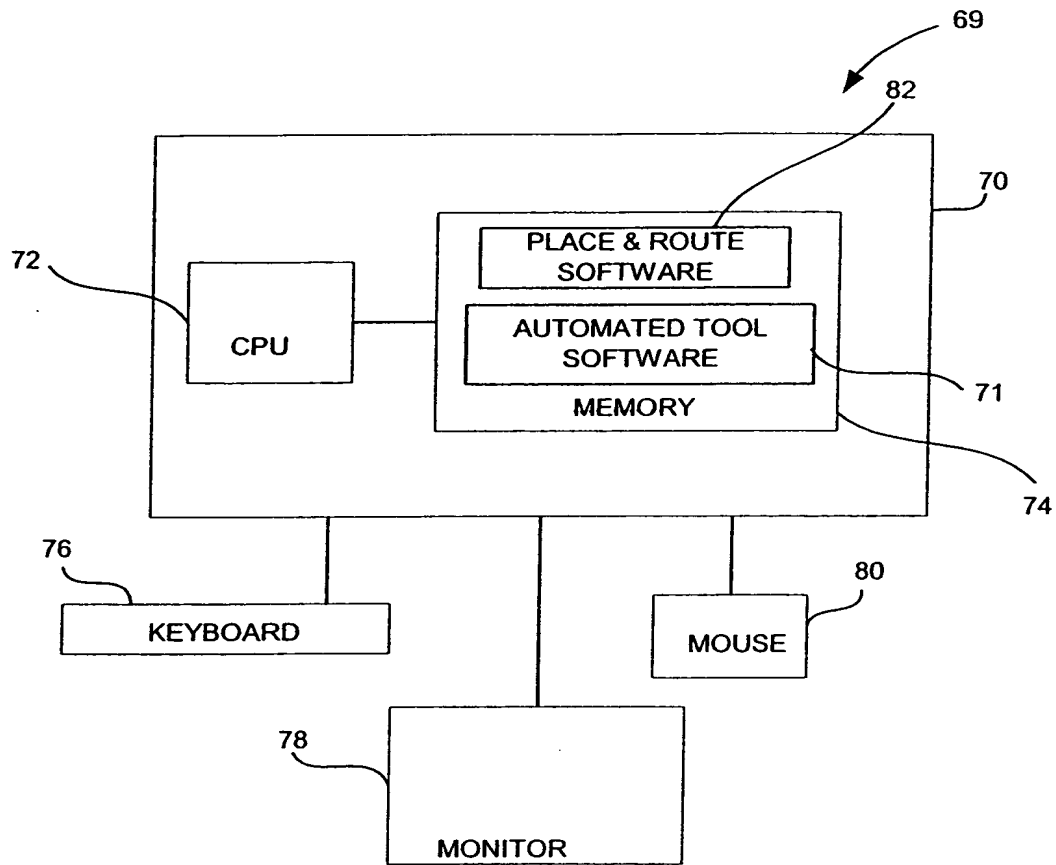 69
82
70
72
PLACE & ROUTE
SOFTWARE
CPU
AUTOMATED TOOL
SOFTWARE
71
MEMORY
74
76
80
KEYBOARD
MOUSE
78
MONITOR